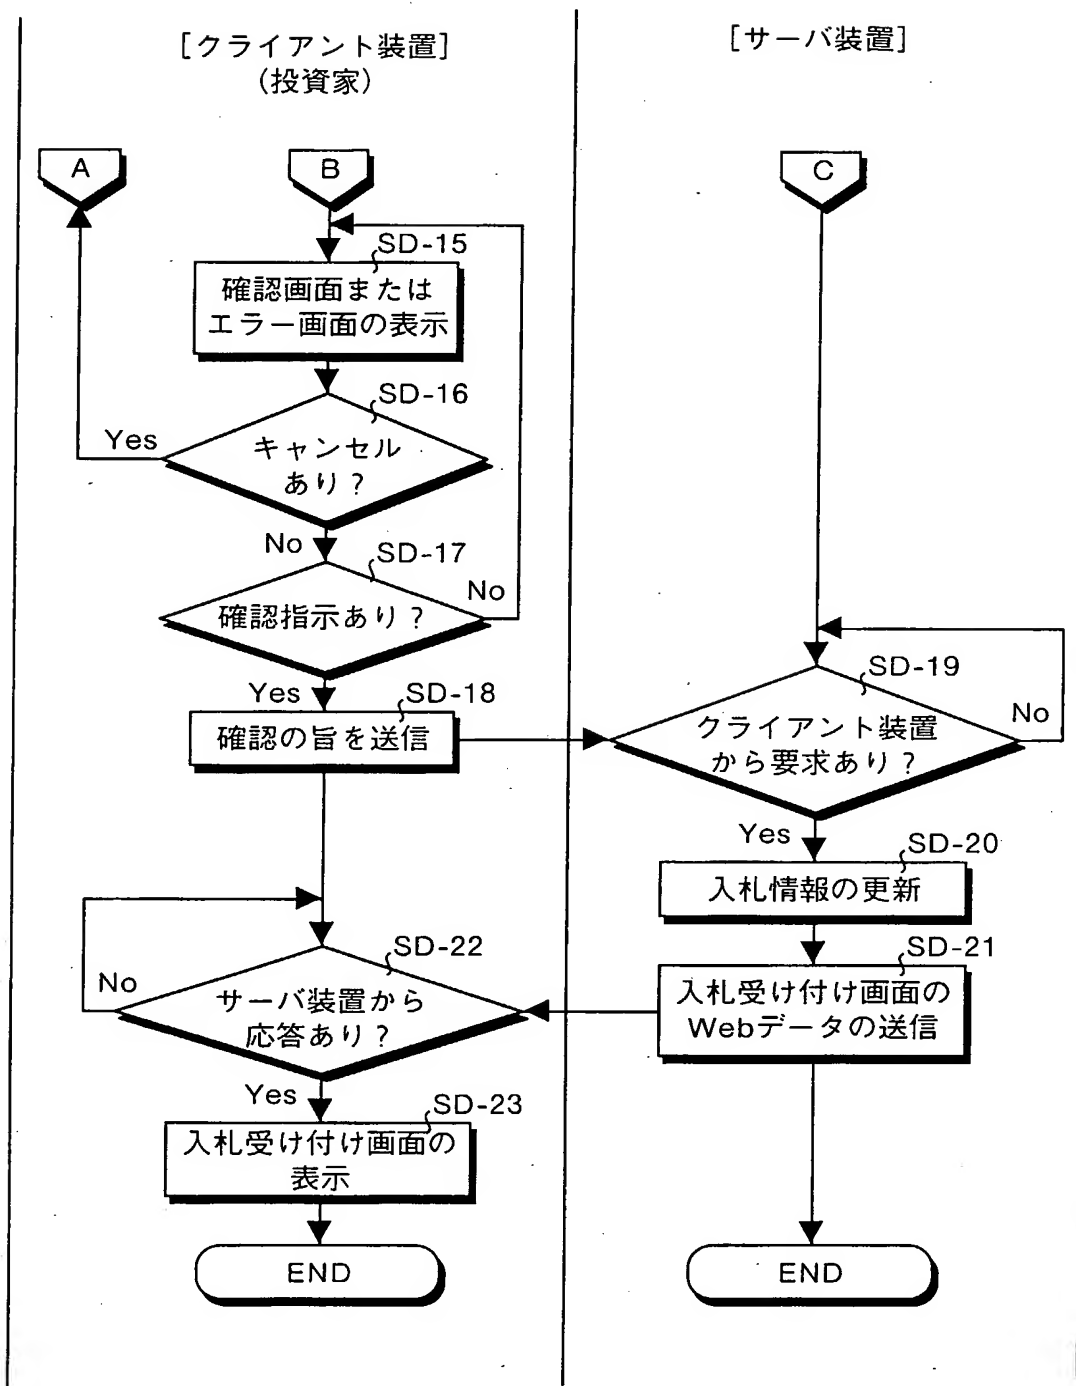 [クライアント装置]
(投資家)
[サーバ装置]
A
B
C
SD-15
確認画面または
エラー画面の表示
SD-16
Yes
キャンセル
あり?
No
SD-17
No
確認指示あり?
Yes
SD-18
確認の旨を送信
SD-19
No
クライアント装置
から要求あり?
Yes
SD-20
入札情報の更新
SD-21
入札受け付け画面の
Webデータの送信
SD-22
No
サーバ装置から
応答あり?
Yes
SD-23
入札受け付け画面の
表示
END
END